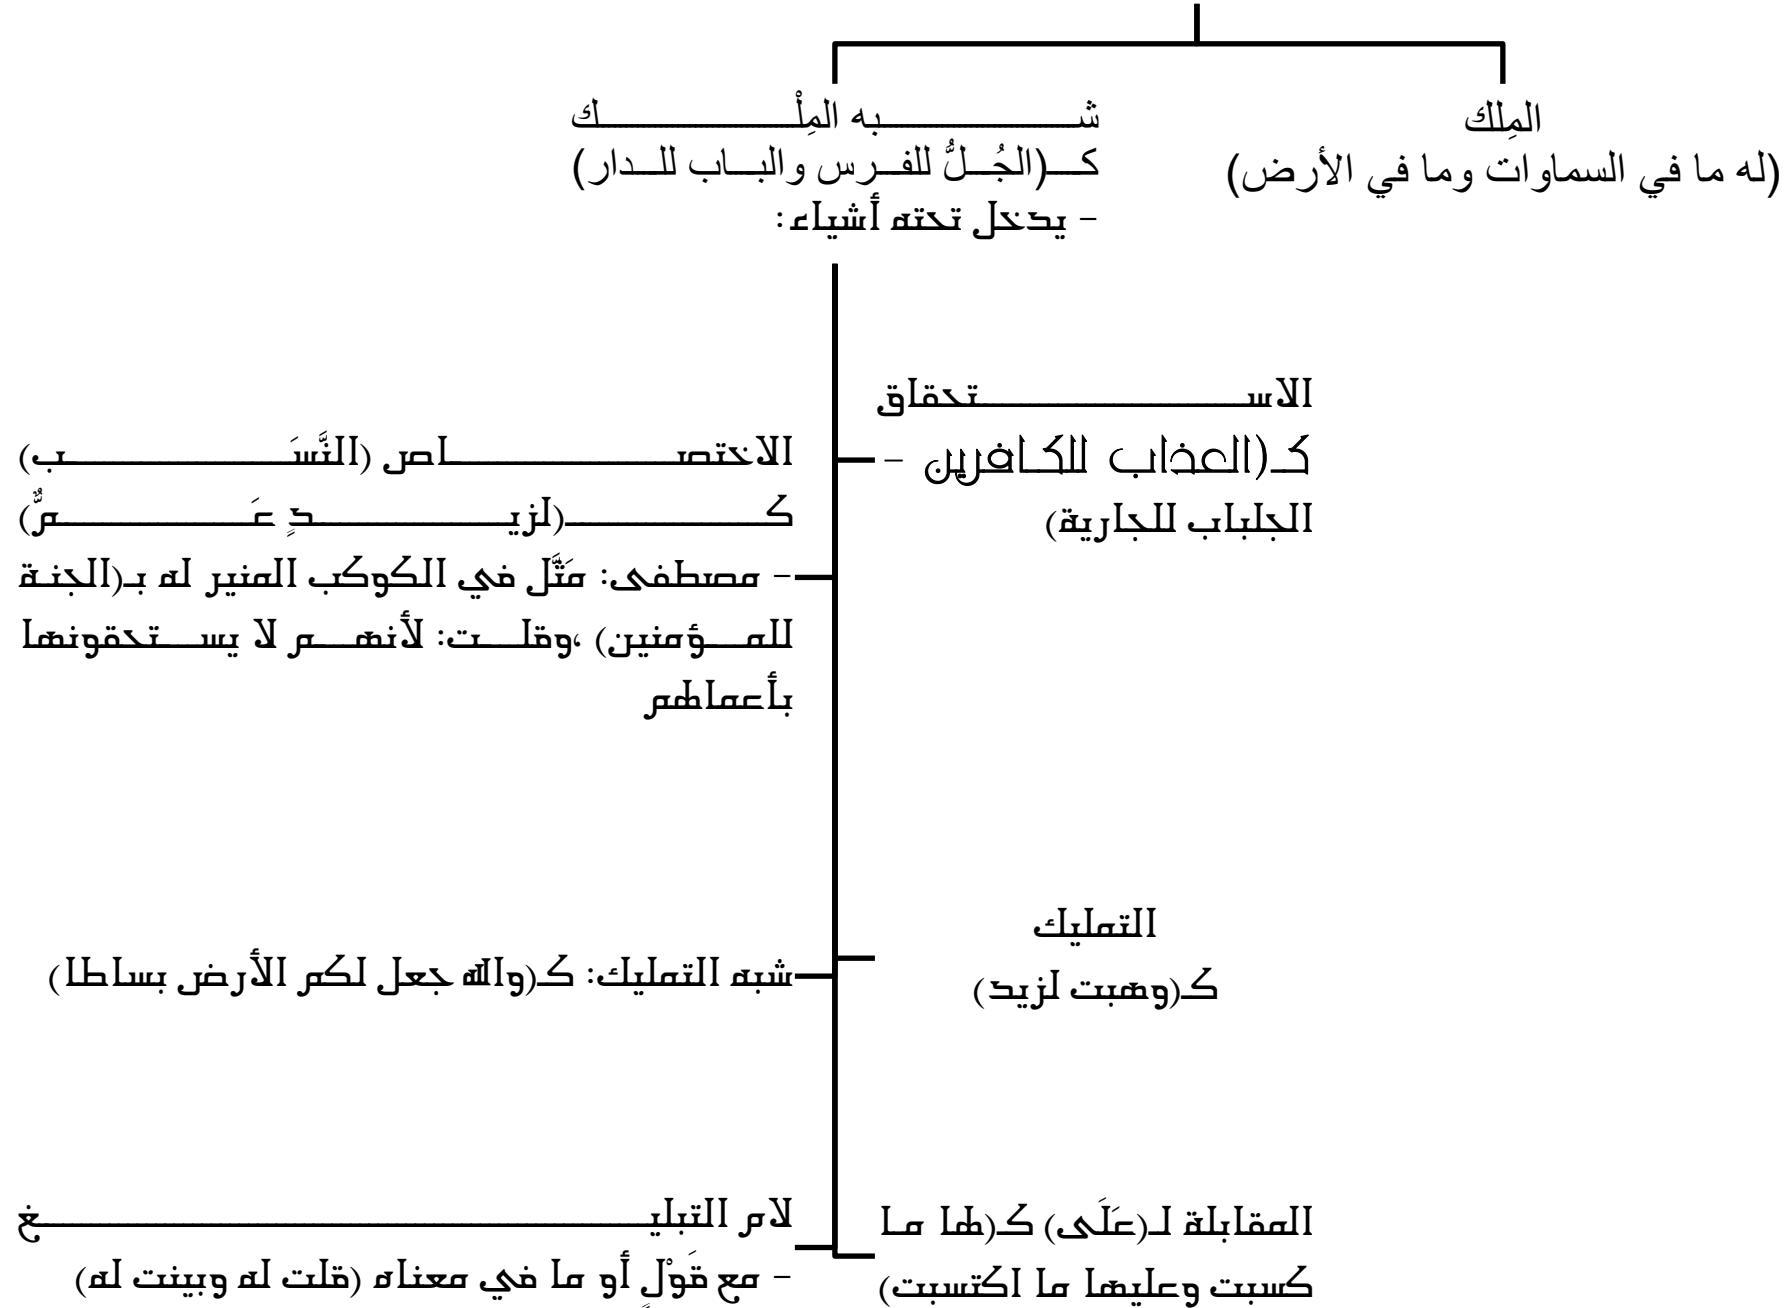 الملِك
(له ما في السماوات وما في الأرض)
شبه المِلْك
كـ(الجُلُّ للفرس والباب للدار)
- يدخل تحته أشياء:
الاستحقاق
كـ(العذاب للكافرين -
الجلباب للجارية)
الاختصاص (النَّسَب)
كـ(لزيدٍ عَمٌّ)
- مصطفى: مَثَّل في الكوكب المنير له بـ(الجنة
للمؤمنين) ،وقلت: لأنهم لا يستحقونها
بأعمالهم
التمليك
كـ(وهبت لزيد)
شبه التمليك: كـ(والله جعل لكم الأرض بساطا)
المقابلة لـ(عَلَى) كـ(لها ما
كسبت وعليها ما اكتسبت)
لام التبليغ
- مع قَوْلٍ أو ما في معناه (قلت له وبينت له)